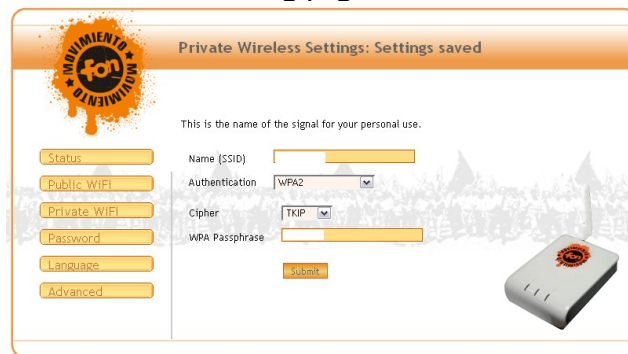 MOVIMIENTO
fon
MOVIMIENTO
Private Wireless Settings: Settings saved
This is the name of the signal for your personal use.
Status
Public WiFi
Private WiFi
Password
Language
Advanced
Name (SSID)
Authentication WPA2
Cipher TKIP
WPA Passphrase
Submit